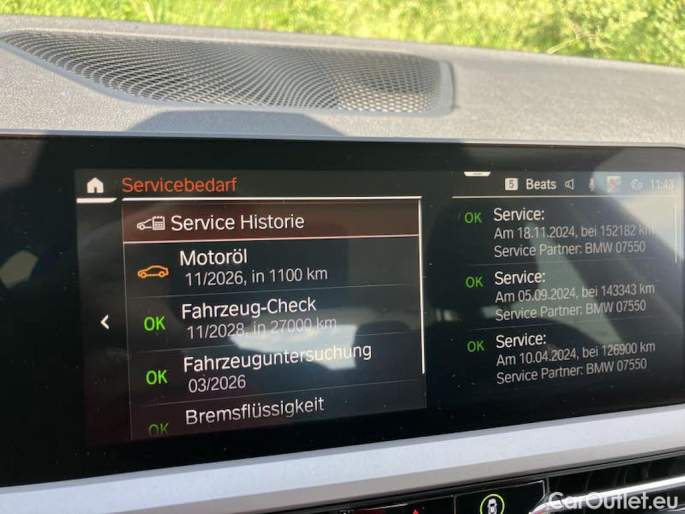 Servicebedarf
5 Beats 11:43
Service Historie
Motoröl
11/2026, in 1100 km
OK Fahrzeug-Check
11/2028, in 27000 km
OK Fahrzeuguntersuchung
03/2026
OK Bremsflüssigkeit
OK Service:
Am 18.11.2024, bei 152182 km
Service Partner: BMW 07550
OK Service:
Am 05.09.2024, bei 143343 km
Service Partner: BMW 07550
OK Service:
Am 10.04.2024, bei 126900 km
Service Partner: BMW 07550
CarOutlet.eu